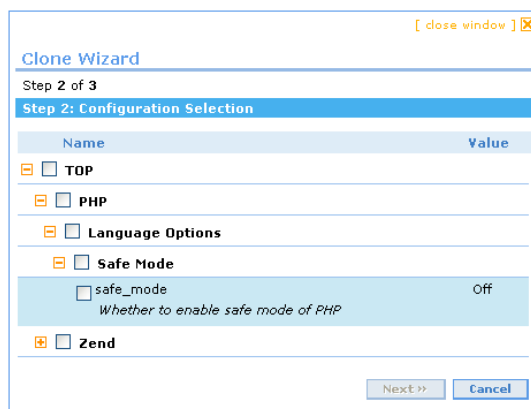 [ close window ]
Clone Wizard
Step 2 of 3
Step 2: Configuration Selection
Name Value
TOP
PHP
Language Options
Safe Mode
safe_mode Off
Whether to enable safe mode of PHP
Zend
Next » Cancel